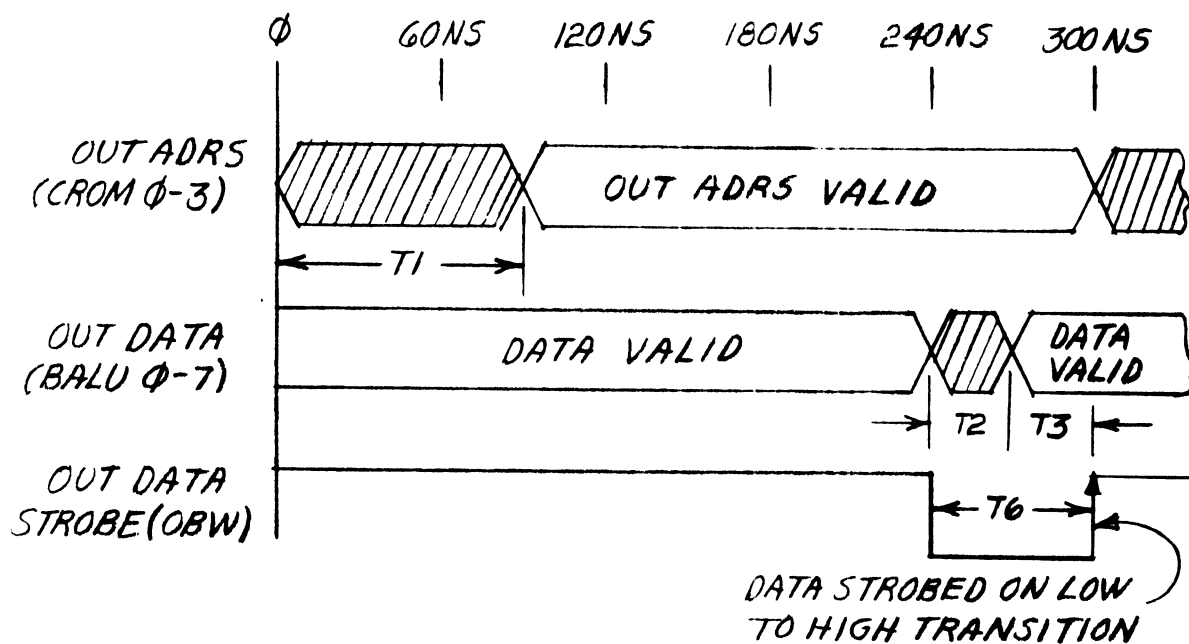 φ 60NS 120NS 180NS 240NS 300NS
OUT ADRS
(CROM φ-3)
OUT ADRS VALID
T1
OUT DATA
(BALU φ-7)
DATA VALID
DATA
VALID
T2 T3
OUT DATA
STROBE(OBW)
T6
DATA STROBED ON LOW
TO HIGH TRANSITION